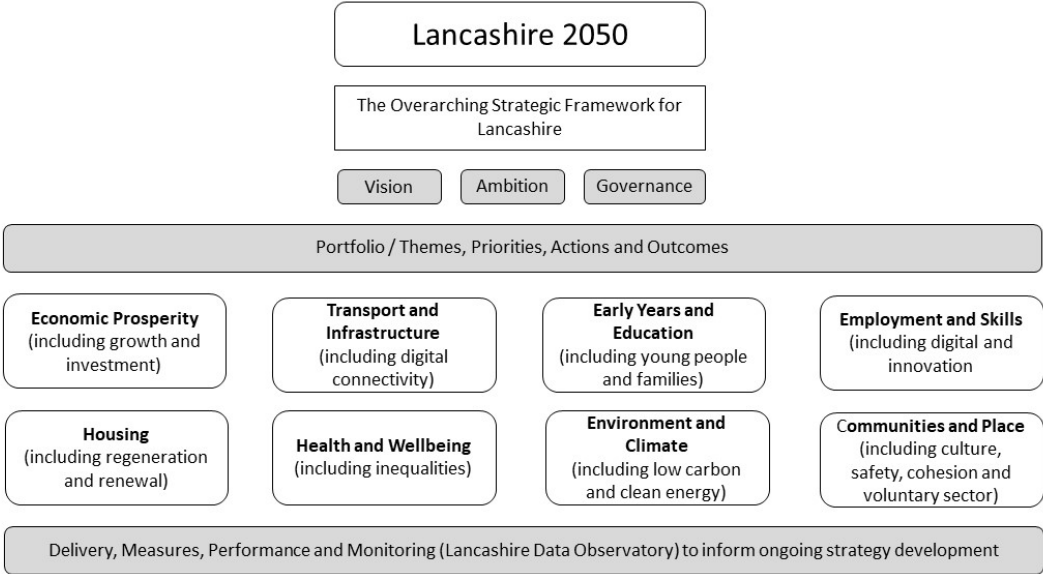 Lancashire 2050
The Overarching Strategic Framework for
Lancashire
Vision
Ambition
Governance
Portfolio / Themes, Priorities, Actions and Outcomes
Economic Prosperity
(including growth and
investment)
Transport and
Infrastructure
(including digital
connectivity)
Early Years and
Education
(including young people
and families)
Employment and Skills
(including digital and
innovation
Housing
(including regeneration
and renewal)
Health and Wellbeing
(including inequalities)
Environment and
Climate
(including low carbon
and clean energy)
Communities and Place
(including culture,
safety, cohesion and
voluntary sector)
Delivery, Measures, Performance and Monitoring (Lancashire Data Observatory) to inform ongoing strategy development